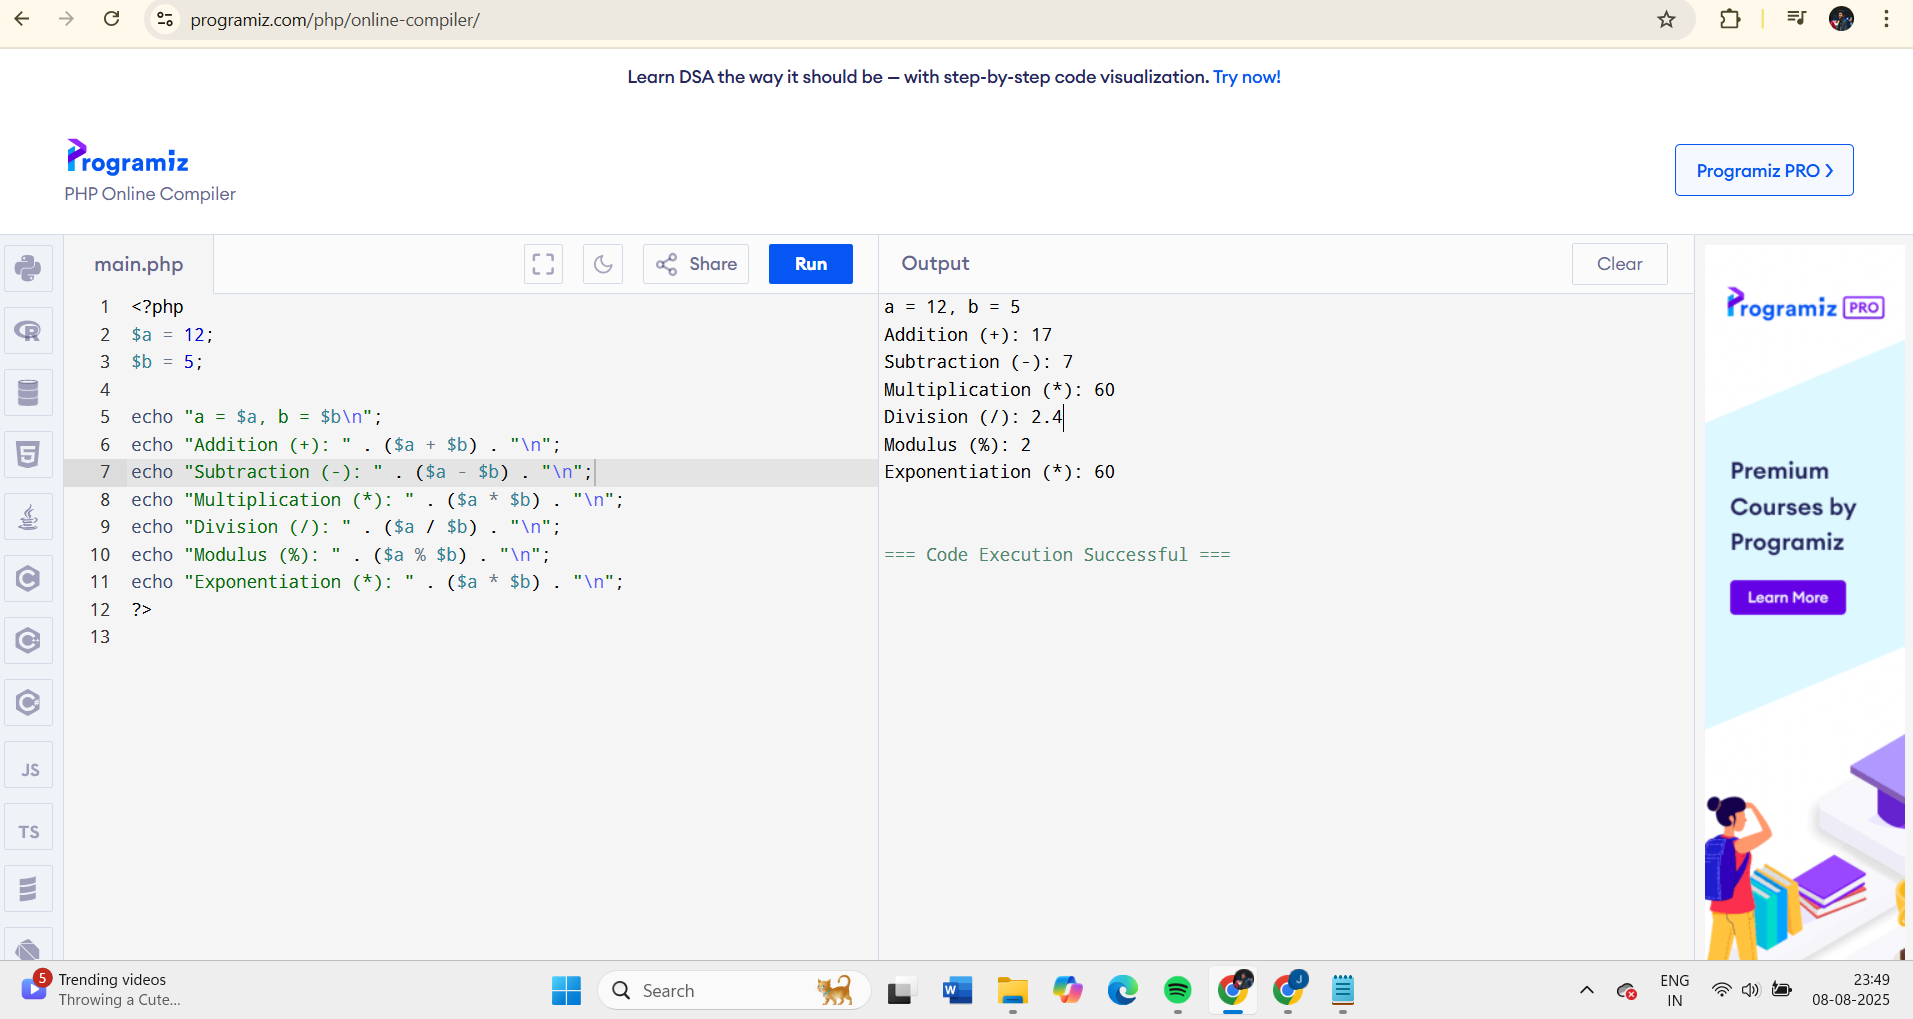 programiz.com/php/online-compiler/
Learn DSA the way it should be — with step-by-step code visualization. Try now!
Programiz
PHP Online Compiler
Programiz PRO ❯
main.php
Share
Run
Output
Clear
1 <?php
2 $a = 12;
3 $b = 5;
4
5 echo "a = $a, b = $b\n";
6 echo "Addition (+): " . ($a + $b) . "\n";
7 echo "Subtraction (-): " . ($a - $b) . "\n";
8 echo "Multiplication (*): " . ($a * $b) . "\n";
9 echo "Division (/): " . ($a / $b) . "\n";
10 echo "Modulus (%): " . ($a % $b) . "\n";
11 echo "Exponentiation (*): " . ($a * $b) . "\n";
12 ?>
13
a = 12, b = 5
Addition (+): 17
Subtraction (-): 7
Multiplication (*): 60
Division (/): 2.4
Modulus (%): 2
Exponentiation (*): 60
=== Code Execution Successful ===
Programiz PRO
Premium
Courses by
Programiz
Learn More
R
5
C
C
C
JS
TS
5
Trending videos
Throwing a Cute...
Search
W
J
ENG
IN
23:49
08-08-2025